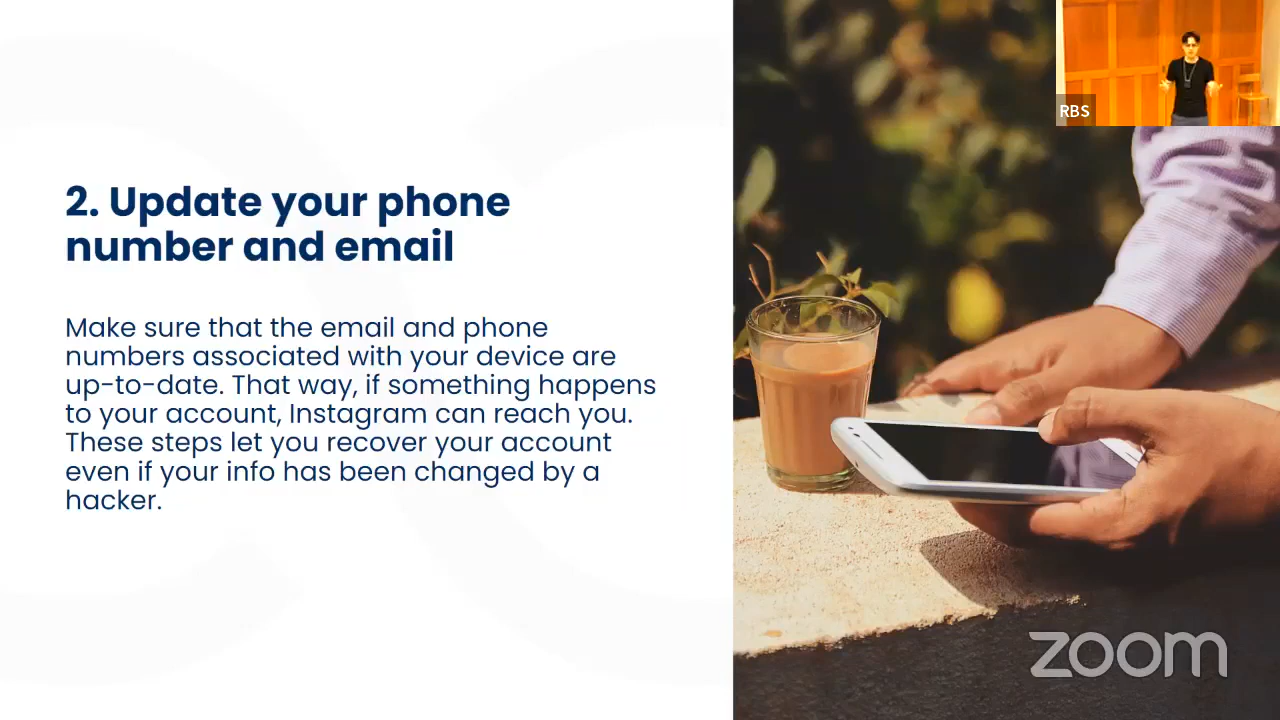 2. Update your phone
number and email
Make sure that the email and phone
numbers associated with your device are
up-to-date. That way, if something happens
to your account, Instagram can reach you.
These steps let you recover your account
even if your info has been changed by a
hacker.
RBS
zoom